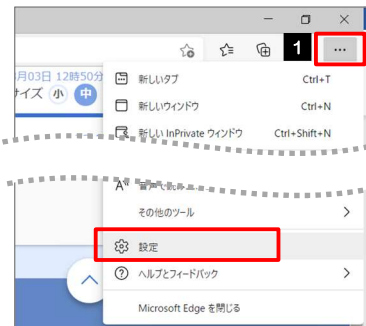 1
月03日 12時50分
サイズ 小 中
新しいタブ Ctrl+T
新しいウィンドウ Ctrl+N
新しい InPrivate ウィンドウ Ctrl+Shift+N
その他のツール
設定
ヘルプとフィードバック
Microsoft Edge を閉じる